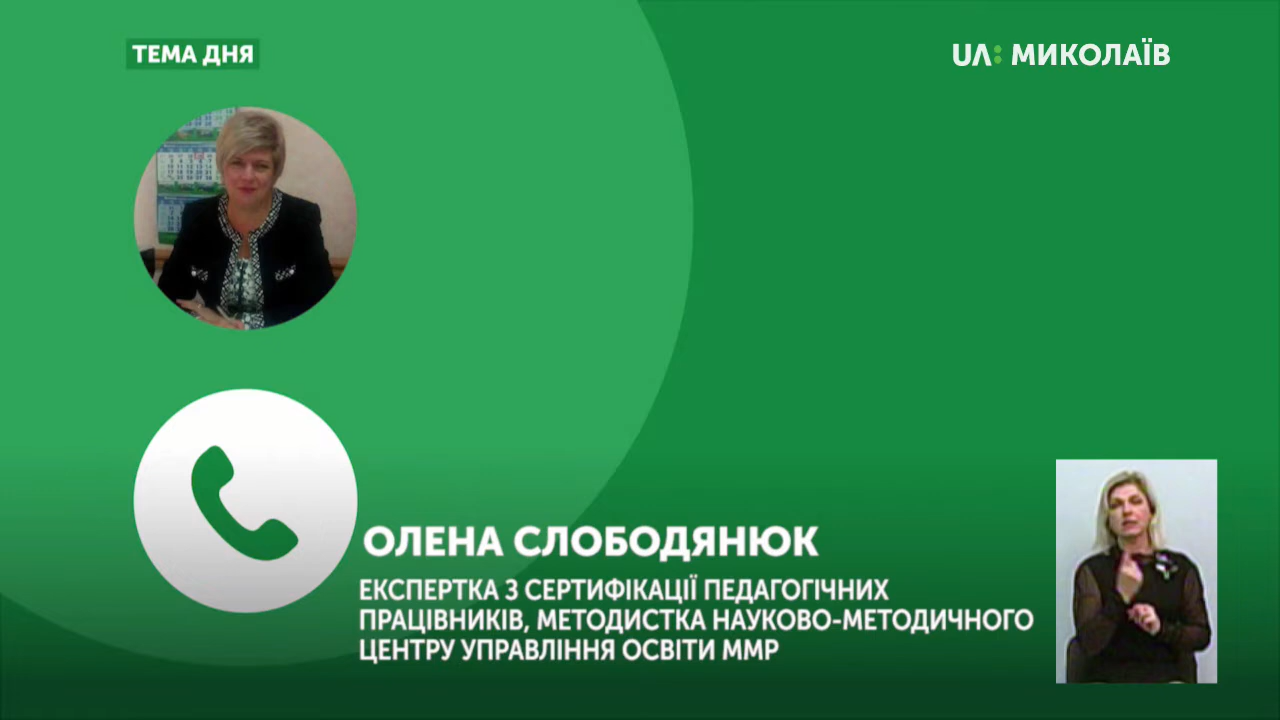 ТЕМА ДНЯ
UA: МИКОЛАЇВ
ОЛЕНА СЛОБОДЯНЮК
ЕКСПЕРТКА З СЕРТИФІКАЦІЇ ПЕДАГОГІЧНИХ
ПРАЦІВНИКІВ, МЕТОДИСТКА НАУКОВО-МЕТОДИЧНОГО
ЦЕНТРУ УПРАВЛІННЯ ОСВІТИ ММР